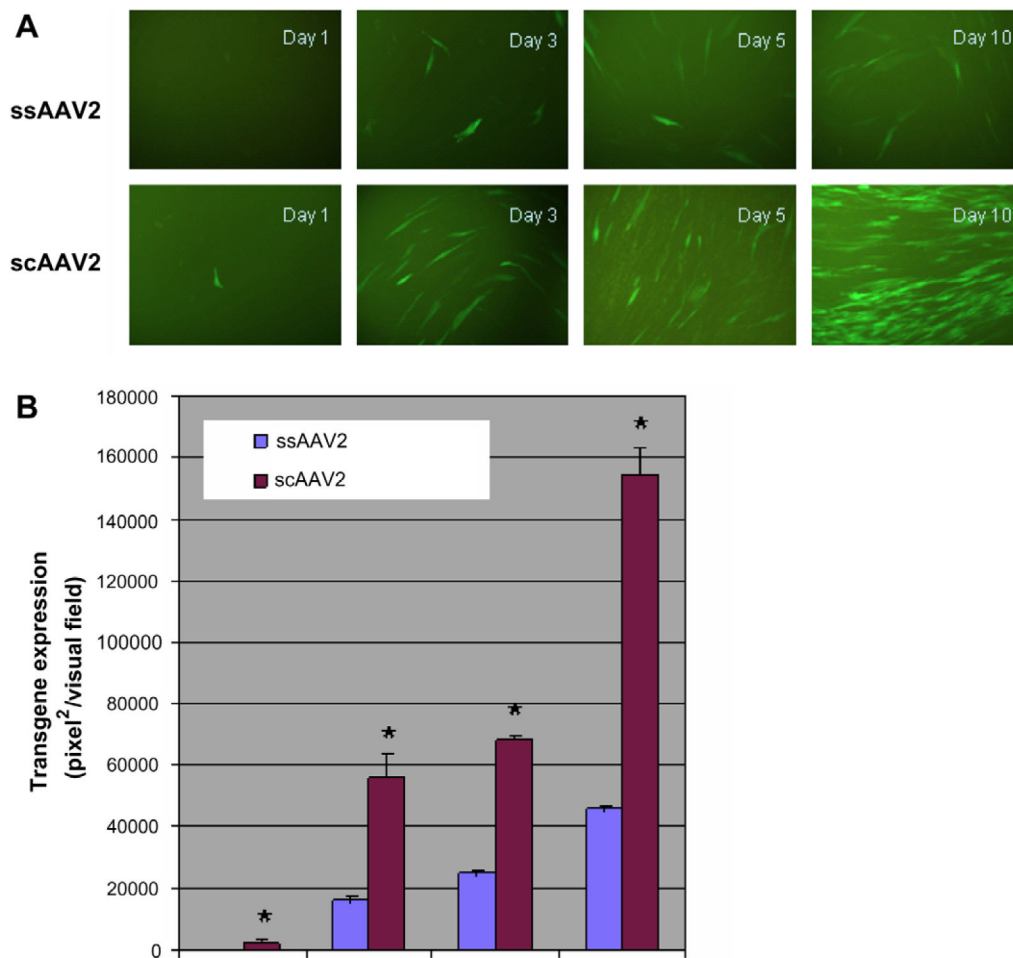 A
ssAAV2
Day 1
Day 3
Day 5
Day 10
scAAV2
Day 1
Day 3
Day 5
Day 10
B
Transgene expression
(pixel²/visual field)
180000
160000
140000
120000
100000
80000
60000
40000
20000
0
ssAAV2
scAAV2
*
*
*
*